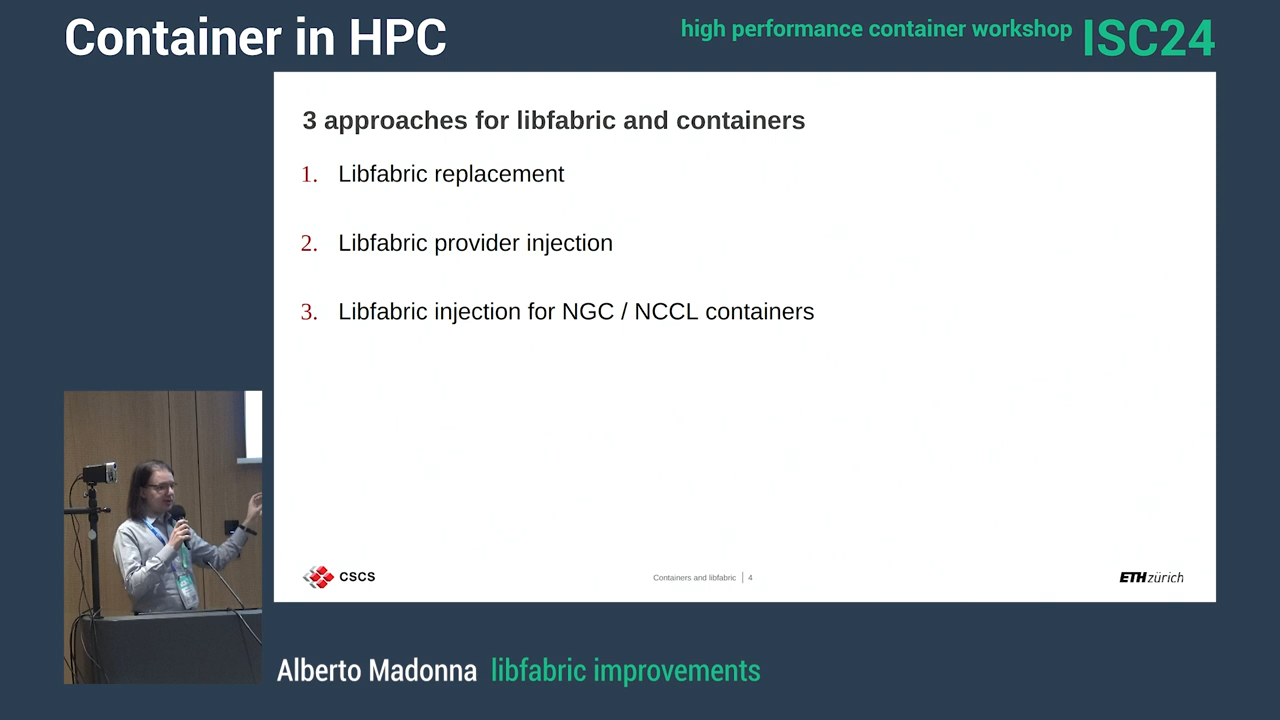 Container in HPC
high performance container workshop ISC24
3 approaches for libfabric and containers
1. Libfabric replacement
2. Libfabric provider injection
3. Libfabric injection for NGC / NCCL containers
CSCS
Containers and libfabric | 4
ETH zürich
Alberto Madonna libfabric improvements